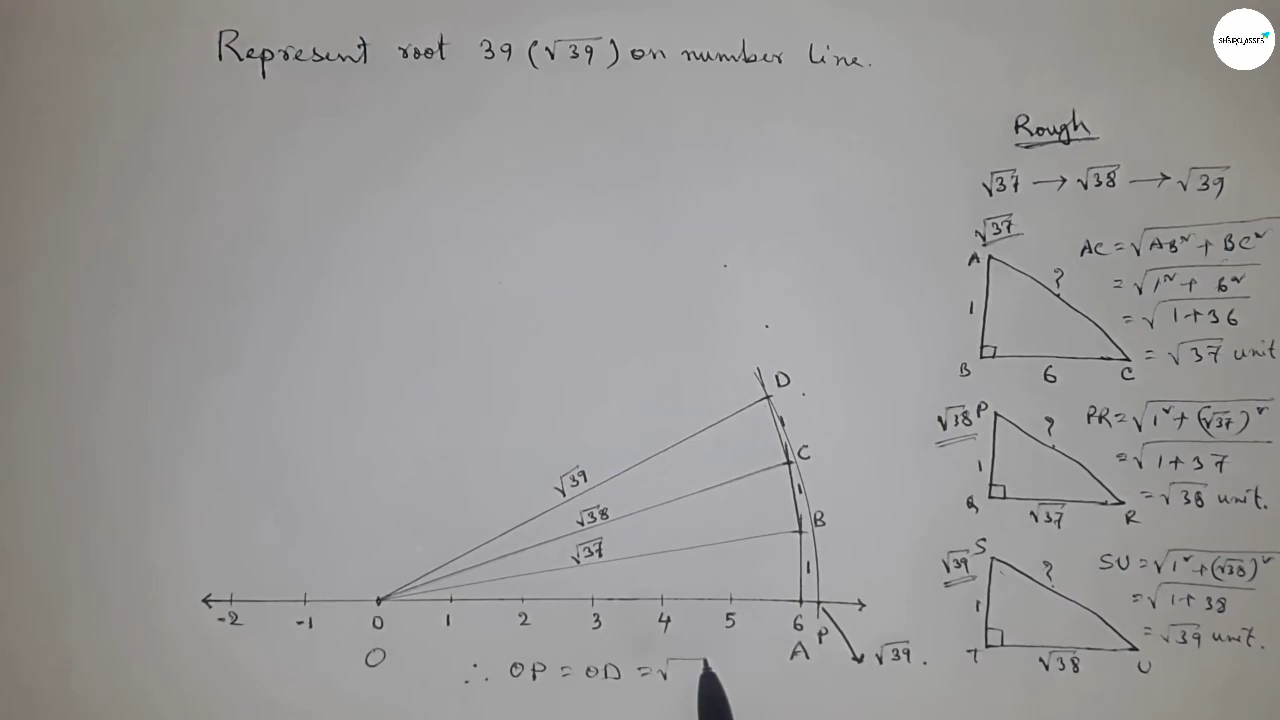 SHSIRCLASSES
Represent root 39 (√39) on number line.
Rough
√37 → √38 → √39
√37
A
AC = √AB² + BC²
?
= √1² + 6²
1
= √1+36
= √37 unit
B
6
C
√38
P
PR = √1² + (√37)²
?
= √1+37
1
= √38 unit.
Q
√37
R
√39
S
SU = √1² + (√38)²
?
= √1+38
1
= √39 unit.
T
√38
U
D
1
C
√39
1
√38
B
√37
1
-2 -1 0 1 2 3 4 5 6 P
O
A
√39.
∴ OP = OD = √